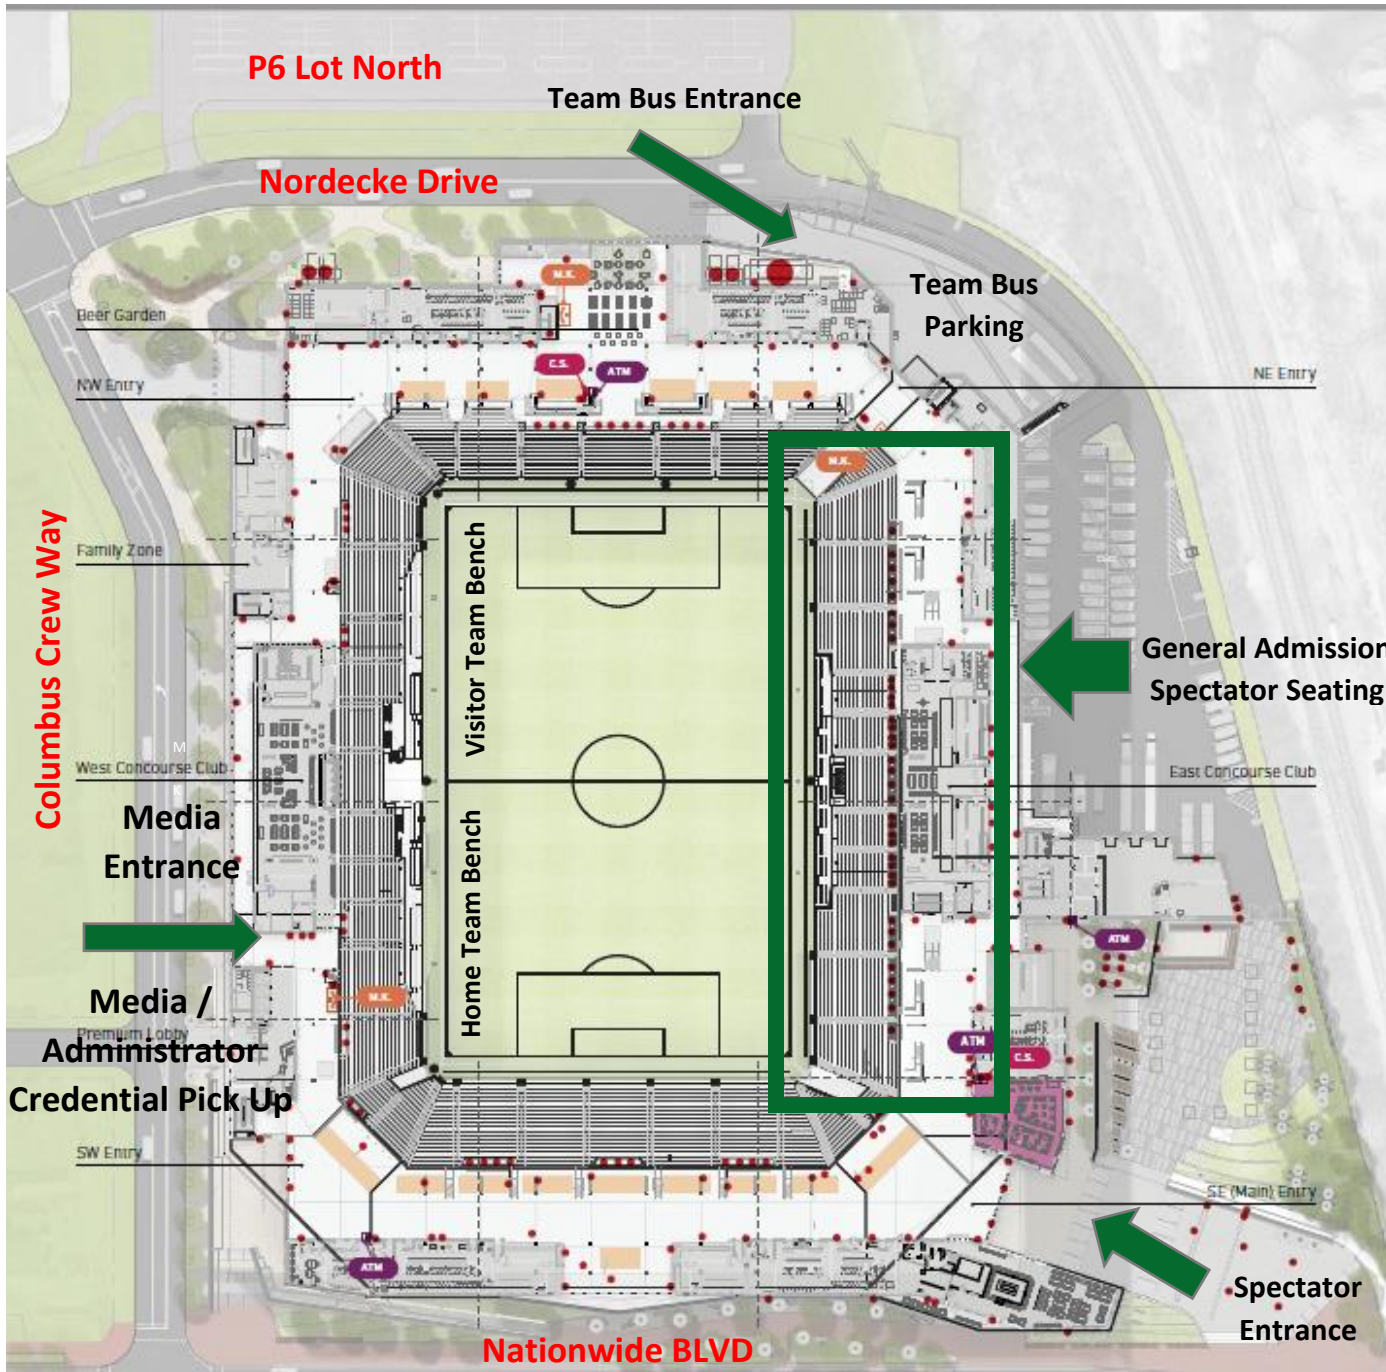 P6 Lot North
Team Bus Entrance
Nordecke Drive
M.K.
Team Bus
Parking
Beer Garden
C.S.
ATM
NW Entry
NE Entry
M.K.
Columbus Crew Way
Family Zone
Visitor Team Bench
General Admission
Spectator Seating
M
West Concourse Club
East Concourse Club
K
Media
Entrance
Home Team Bench
ATM
M.K.
Media /
Premium Lobby
Administrator
Credential Pick Up
ATM
C.S.
SW Entry
SE (Main) Entry
ATM
Spectator
Entrance
Nationwide BLVD